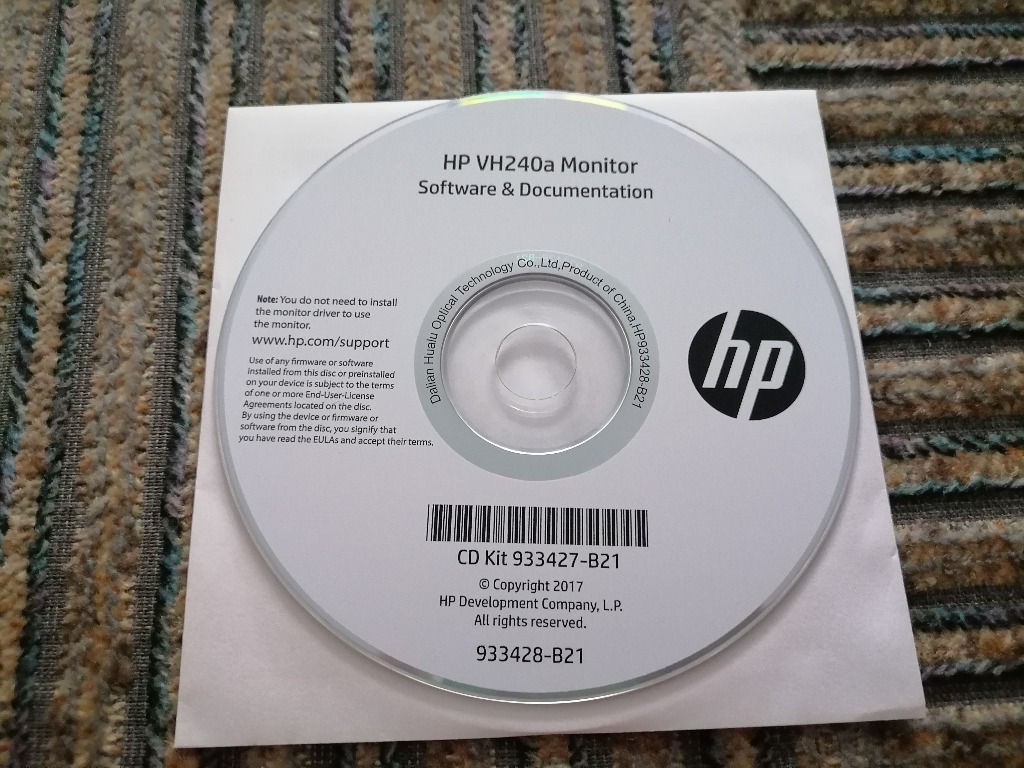 HP VH240a Monitor
Software & Documentation
Dalian Hualu Optical Technology Co.,Ltd,Product of China,HP933428-B21
Note: You do not need to install
the monitor driver to use
the monitor.
www.hp.com/support
Use of any firmware or software
installed from this disc or preinstalled
on your device is subject to the terms
of one or more End-User-License
Agreements located on the disc.
By using the device or firmware or
software from the disc, you signify that
you have read the EULAs and accept their terms.
hp
CD Kit 933427-B21
© Copyright 2017
HP Development Company, L.P.
All rights reserved.
933428-B21